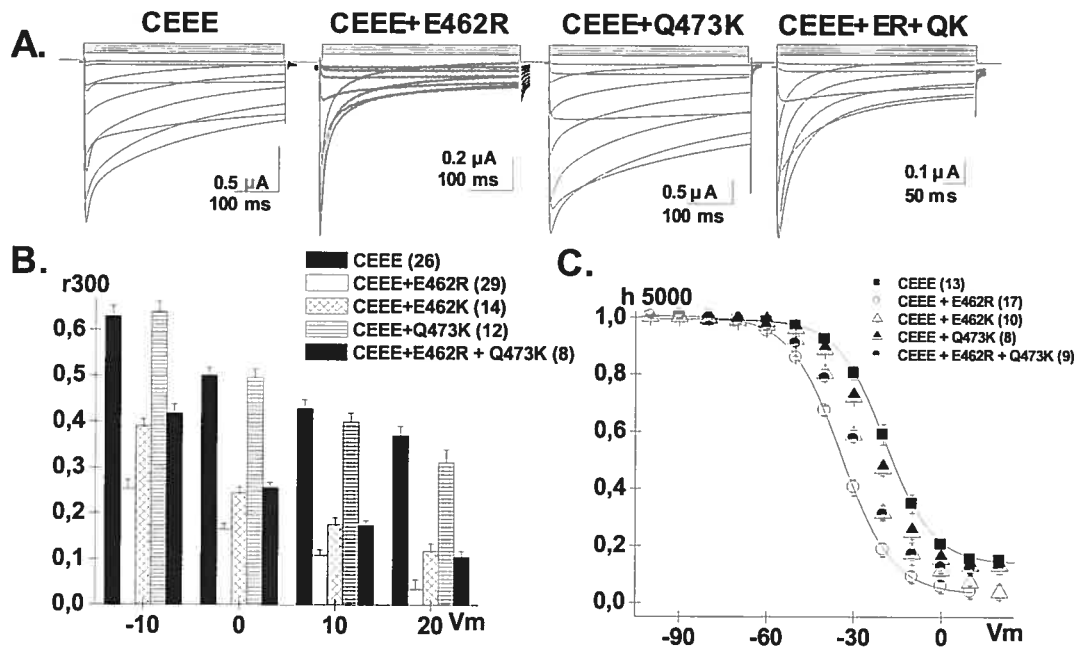 A.
CEEE
CEEE+E462R
CEEE+Q473K
CEEE+ER+QK
0.5 µA
100 ms
0.2 µA
100 ms
0.5 µA
100 ms
0.1 µA
50 ms
B.
r300
CEEE (26)
CEEE+E462R (29)
CEEE+E462K (14)
CEEE+Q473K (12)
CEEE+E462R + Q473K (8)
0,6
0,5
0,4
0,3
0,2
0,1
0,0
-10 0 10 20 Vm
C.
h 5000
CEEE (13)
CEEE + E462R (17)
CEEE + E462K (10)
CEEE + Q473K (8)
CEEE + E462R + Q473K (9)
1,0
0,8
0,6
0,4
0,2
0,0
-90 -60 -30 0 Vm